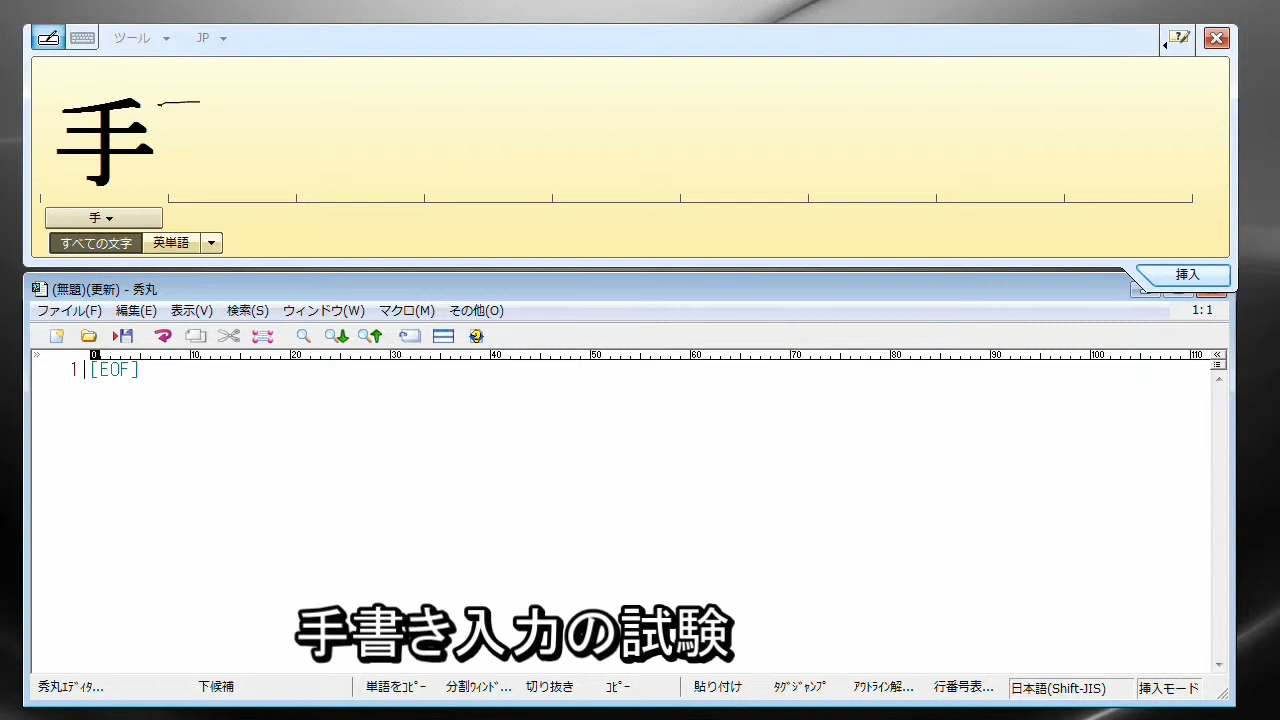 ツール JP
手
手
すべての文字 英単語
挿入
(無題)(更新) - 秀丸
ファイル(F) 編集(E) 表示(V) 検索(S) ウィンドウ(W) マクロ(M) その他(O) 1:1
0 10 20 30 40 50 60 70 80 90 100 110
1 [EOF]
手書き入力の試験
秀丸ｴﾃﾞｨﾀ... 下候補 単語をｺﾋﾟｰ 分割ｳｨﾝﾄﾞ... 切り抜き ｺﾋﾟｰ 貼り付け ﾀｸﾞｼﾞｬﾝﾌﾟ ｱｳﾄﾗｲﾝ解... 行番号表... 日本語(Shift-JIS) 挿入モード